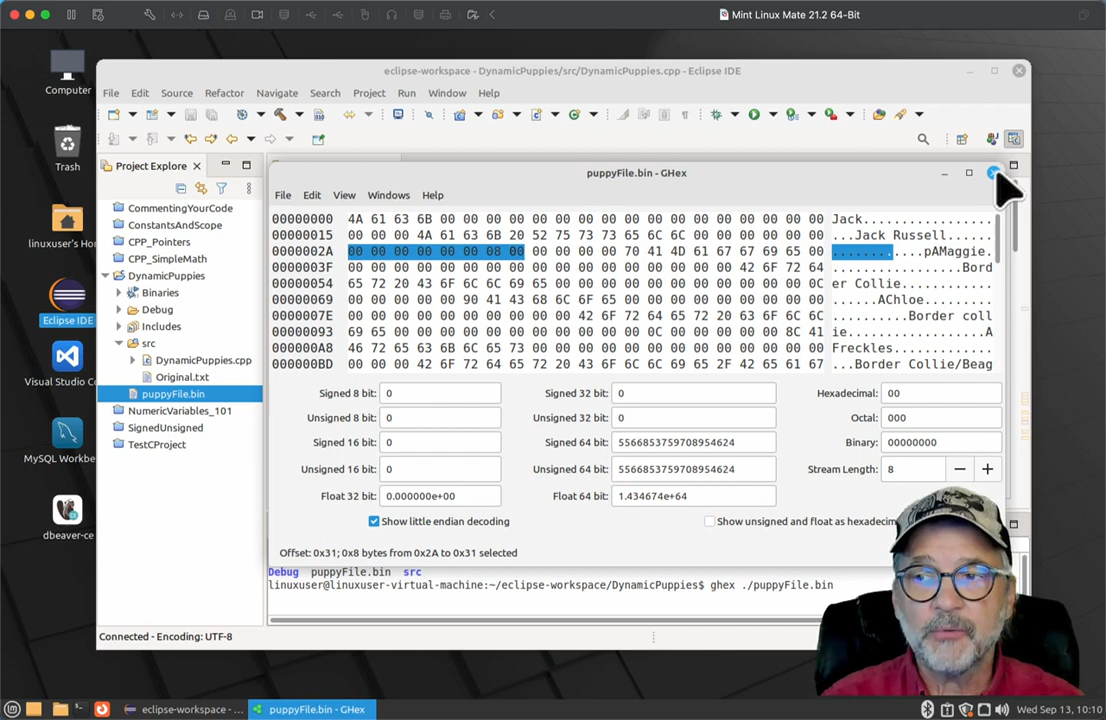 Mint Linux Mate 21.2 64-Bit
Computer
Trash
linuxuser's Hom
Eclipse IDE
Visual Studio Co
MySQL Workbe
dbeaver-ce
eclipse-workspace - DynamicPuppies/src/DynamicPuppies.cpp - Eclipse IDE
File Edit Source Refactor Navigate Search Project Run Window Help
Project Explore
CommentingYourCode
ConstantsAndScope
CPP_Pointers
CPP_SimpleMath
DynamicPuppies
Binaries
Debug
Includes
src
DynamicPuppies.cpp
Original.txt
puppyFile.bin
NumericVariables_101
SignedUnsigned
TestCProject
puppyFile.bin - GHex
File Edit View Windows Help
00000000 4A 61 63 6B 00 00 00 00 00 00 00 00 00 00 00 00 00 00 00 00 00 Jack.................
00000015 00 00 00 4A 61 63 6B 20 52 75 73 73 65 6C 6C 00 00 00 00 00 00 ...Jack Russell......
0000002A 00 00 00 00 00 00 08 00 00 00 00 00 70 41 4D 61 67 67 69 65 00 ............pAMaggie.
0000003F 00 00 00 00 00 00 00 00 00 00 00 00 00 00 00 00 00 42 6F 72 64 .................Bord
00000054 65 72 20 43 6F 6C 6C 69 65 00 00 00 00 00 00 00 00 00 00 00 0C er Collie............
00000069 00 00 00 00 00 90 41 43 68 6C 6F 65 00 00 00 00 00 00 00 00 00 ......AChloe.........
0000007E 00 00 00 00 00 00 00 00 00 00 42 6F 72 64 65 72 20 63 6F 6C 6C ..........Border coll
00000093 69 65 00 00 00 00 00 00 00 00 00 00 00 0C 00 00 00 00 00 8C 41 ie..................A
000000A8 46 72 65 63 6B 6C 65 73 00 00 00 00 00 00 00 00 00 00 00 00 00 Freckles.............
000000BD 00 00 00 00 42 6F 72 64 65 72 20 43 6F 6C 6C 69 65 2F 42 65 61 67 ....Border Collie/Beag
Signed 8 bit: 0 Signed 32 bit: 0 Hexadecimal: 00
Unsigned 8 bit: 0 Unsigned 32 bit: 0 Octal: 000
Signed 16 bit: 0 Signed 64 bit: 5566853759708954624 Binary: 00000000
Unsigned 16 bit: 0 Unsigned 64 bit: 5566853759708954624 Stream Length: 8
Float 32 bit: 0.000000e+00 Float 64 bit: 1.434674e+64
Show little endian decoding Show unsigned and float as hexadecim
Offset: 0x31; 0x8 bytes from 0x2A to 0x31 selected
Debug puppyFile.bin src
linuxuser@linuxuser-virtual-machine:~/eclipse-workspace/DynamicPuppies$ ghex ./puppyFile.bin
Connected - Encoding: UTF-8
eclipse-workspace - ... puppyFile.bin - GHex Wed Sep 13, 10:10